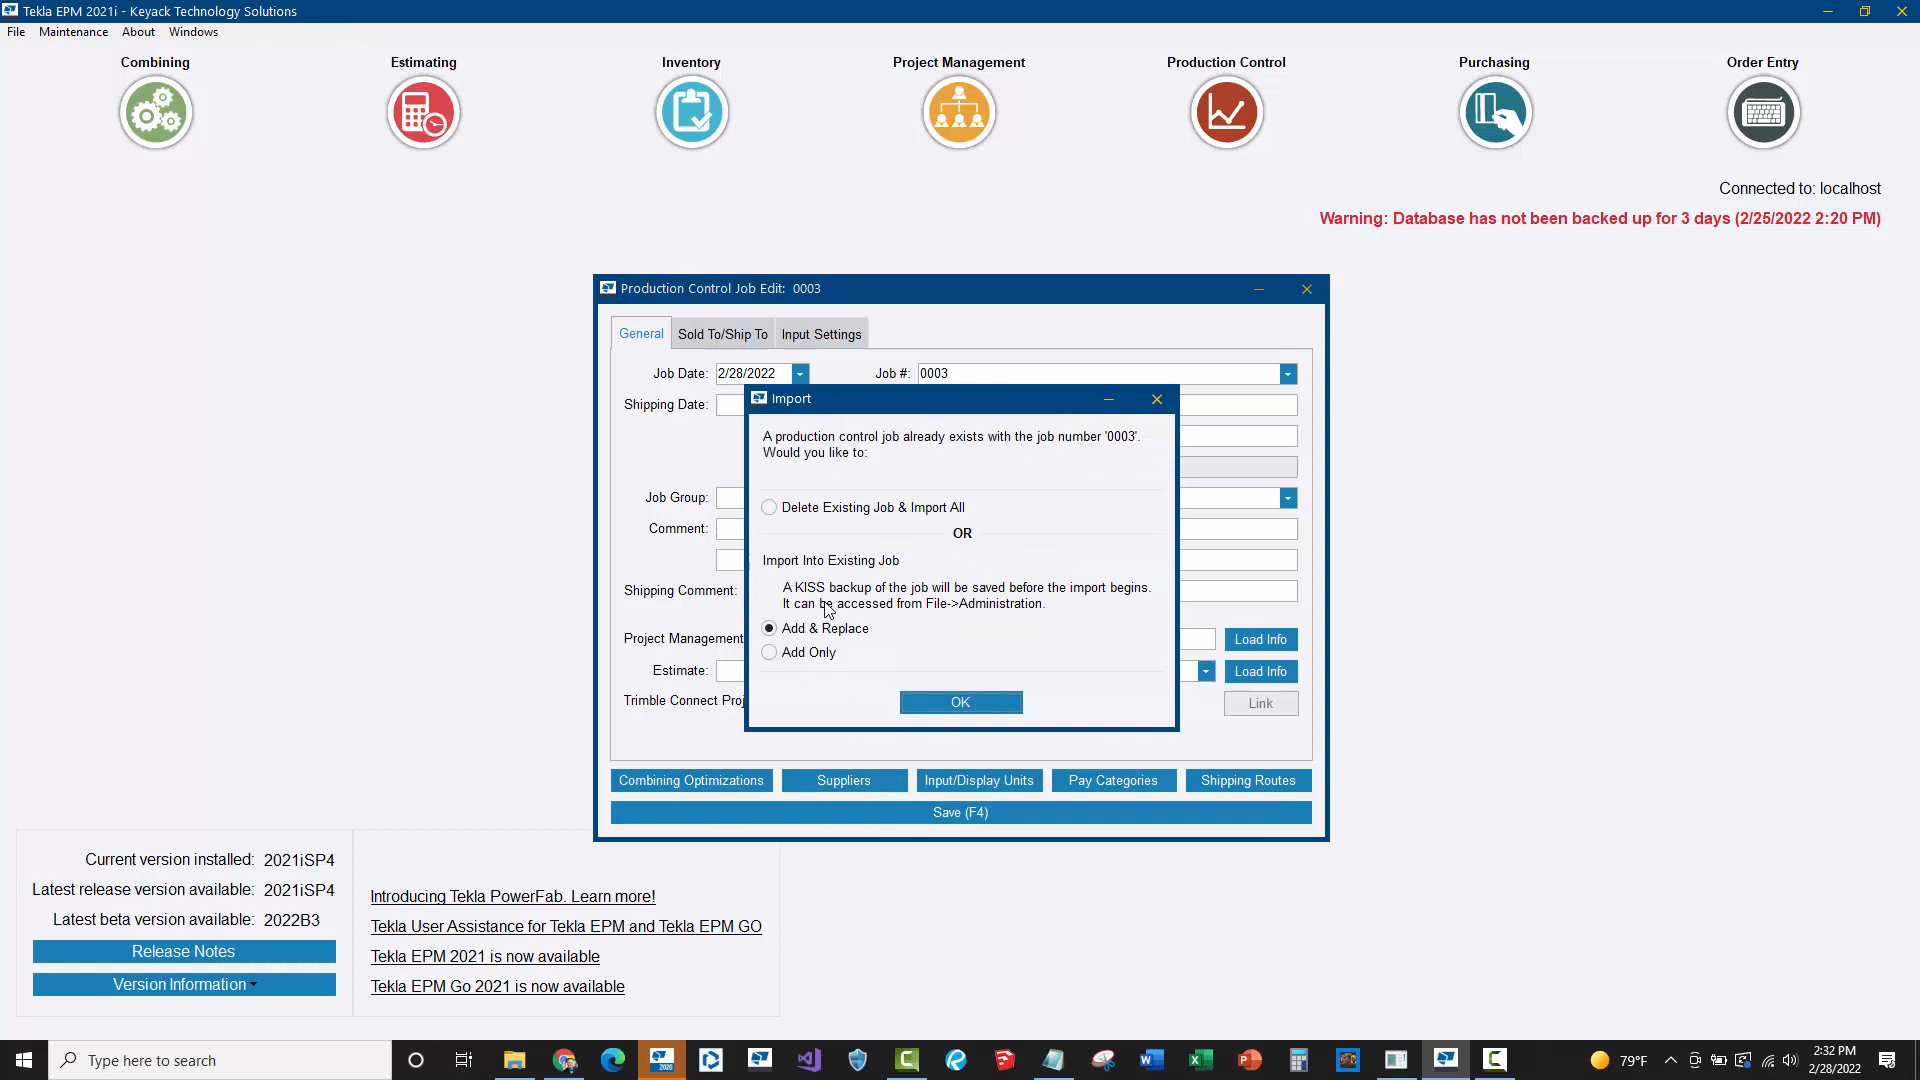 Tekla EPM 2021i - Keyack Technology Solutions
File Maintenance About Windows
Combining Estimating Inventory Project Management Production Control Purchasing Order Entry
Connected to: localhost
Warning: Database has not been backed up for 3 days (2/25/2022 2:20 PM)
Production Control Job Edit: 0003
General Sold To/Ship To Input Settings
Job Date: 2/28/2022 Job #: 0003
Shipping Date:
Import
A production control job already exists with the job number '0003'.
Would you like to:
Job Group:
Delete Existing Job & Import All
Comment:
OR
Import Into Existing Job
A KISS backup of the job will be saved before the import begins.
Shipping Comment:
It can be accessed from File->Administration.
Add & Replace
Project Management Load Info
Add Only
Estimate: Load Info
Trimble Connect Proj OK Link
Combining Optimizations Suppliers Input/Display Units Pay Categories Shipping Routes
Save (F4)
Current version installed: 2021iSP4
Latest release version available: 2021iSP4
Latest beta version available: 2022B3
Release Notes
Version Information
Introducing Tekla PowerFab. Learn more!
Tekla User Assistance for Tekla EPM and Tekla EPM GO
Tekla EPM 2021 is now available
Tekla EPM Go 2021 is now available
Type here to search
2020
79°F
2:32 PM
2/28/2022